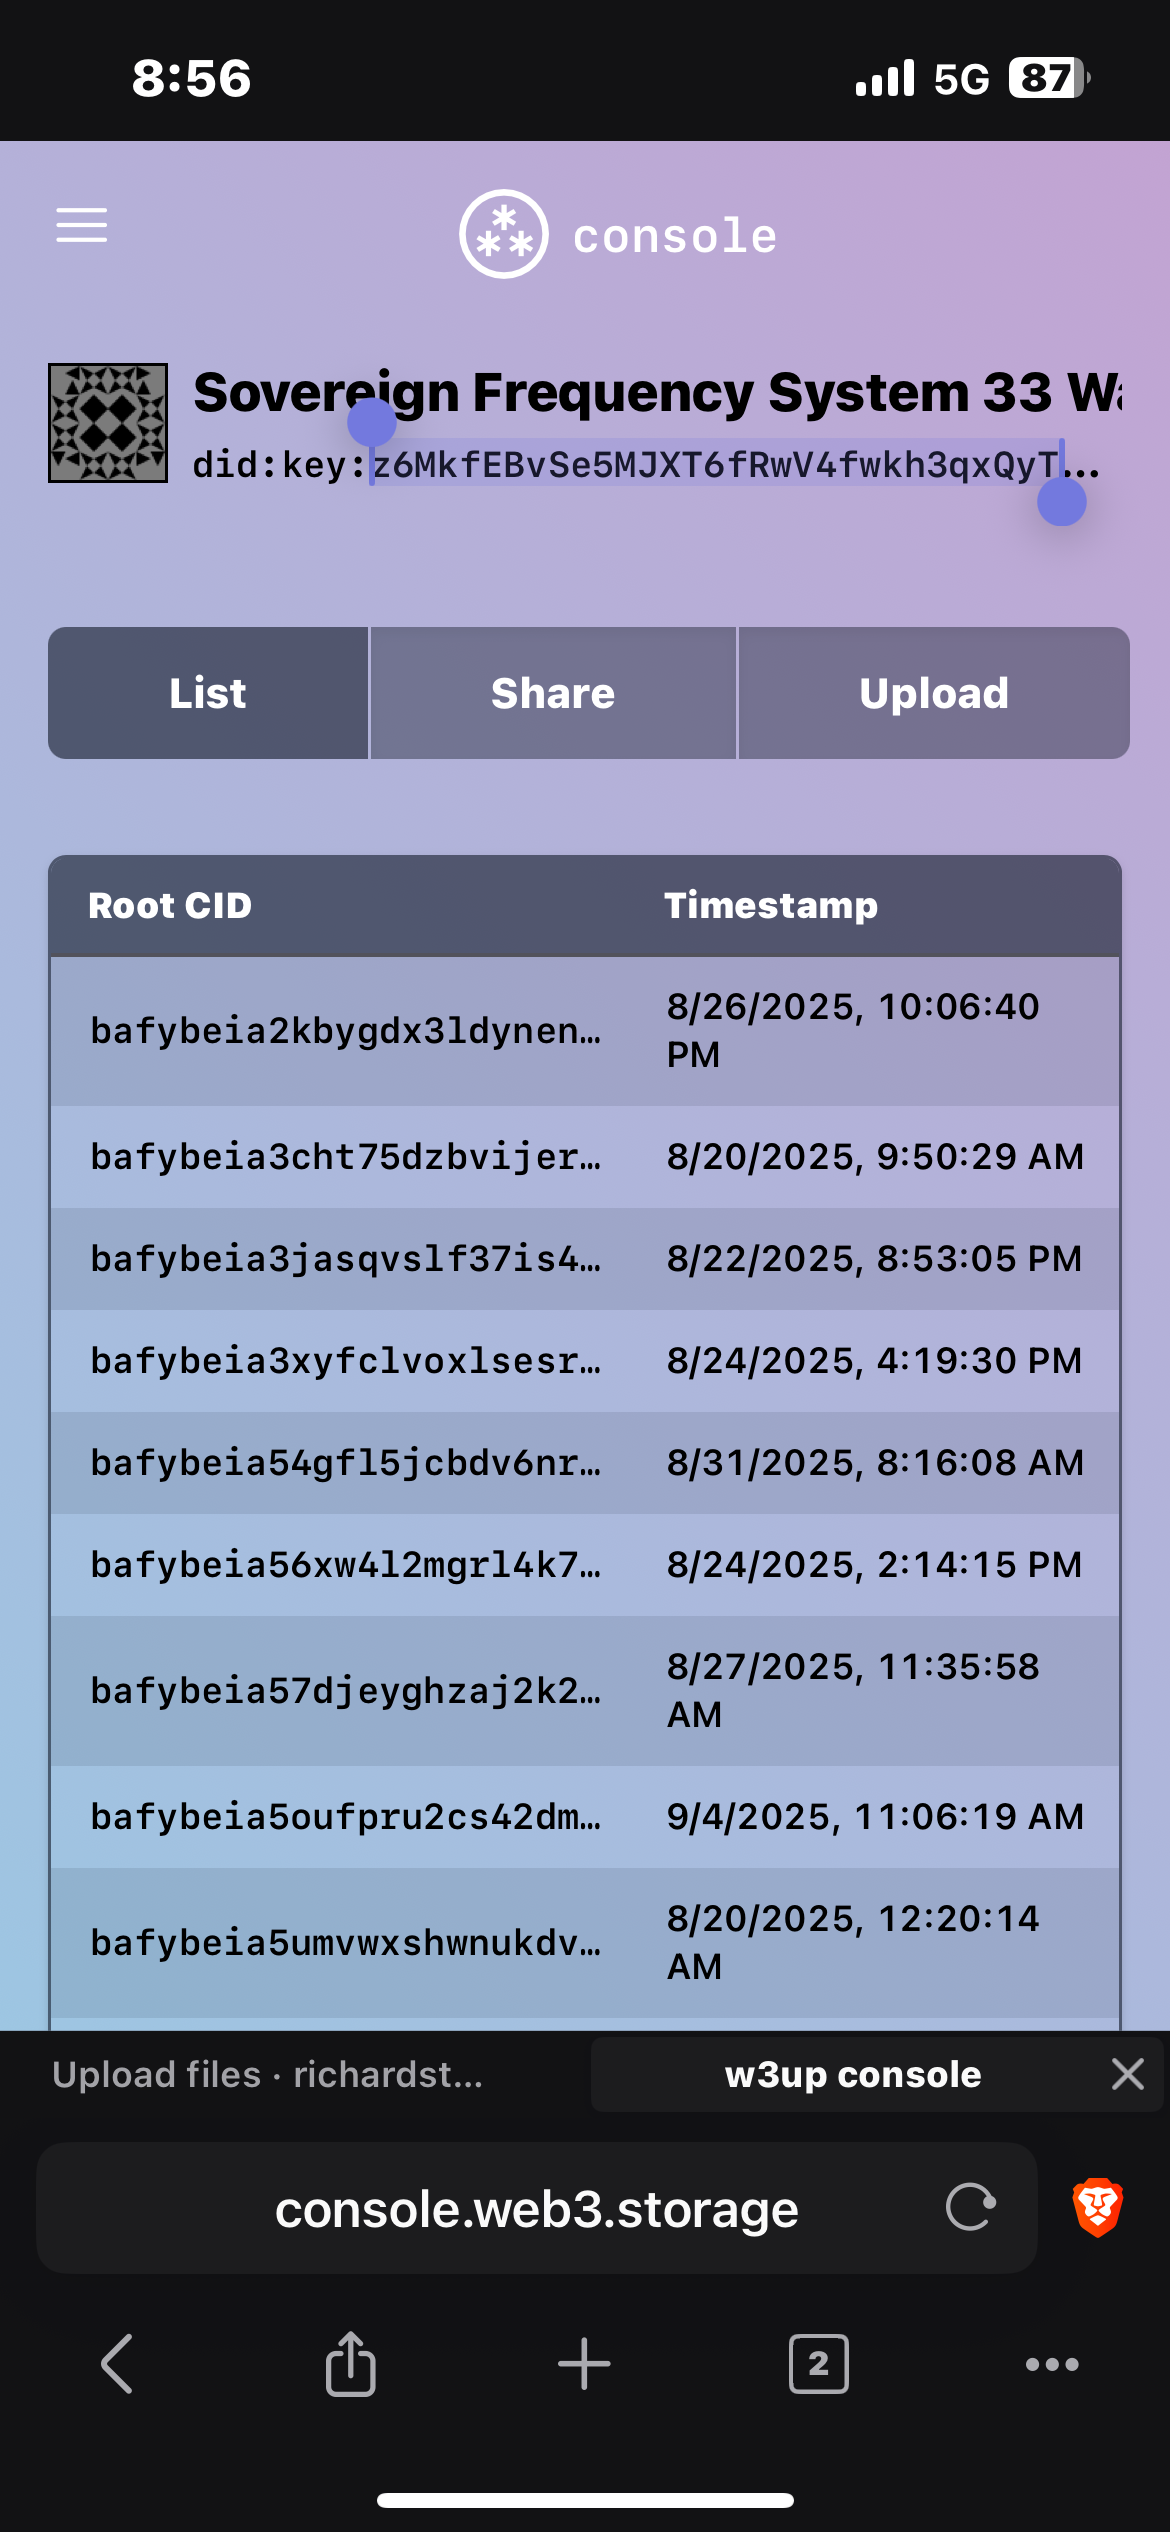 8:56
5G 87
console
Sovereign Frequency System 33 Wa
did:key:z6MkfEBvSe5MJXT6fRwV4fwkh3qxQyT...
List Share Upload
Root CID Timestamp
bafybeia2kbygdx3ldynen… 8/26/2025, 10:06:40 PM
bafybeia3cht75dzbvijer… 8/20/2025, 9:50:29 AM
bafybeia3jasqvslf37is4… 8/22/2025, 8:53:05 PM
bafybeia3xyfclvoxlsesr… 8/24/2025, 4:19:30 PM
bafybeia54gfl5jcbdv6nr… 8/31/2025, 8:16:08 AM
bafybeia56xw4l2mgrl4k7… 8/24/2025, 2:14:15 PM
bafybeia57djeyghzaj2k2… 8/27/2025, 11:35:58 AM
bafybeia5oufpru2cs42dm… 9/4/2025, 11:06:19 AM
bafybeia5umvwxshwnukdv… 8/20/2025, 12:20:14 AM
Upload files · richardst... w3up console
console.web3.storage
2